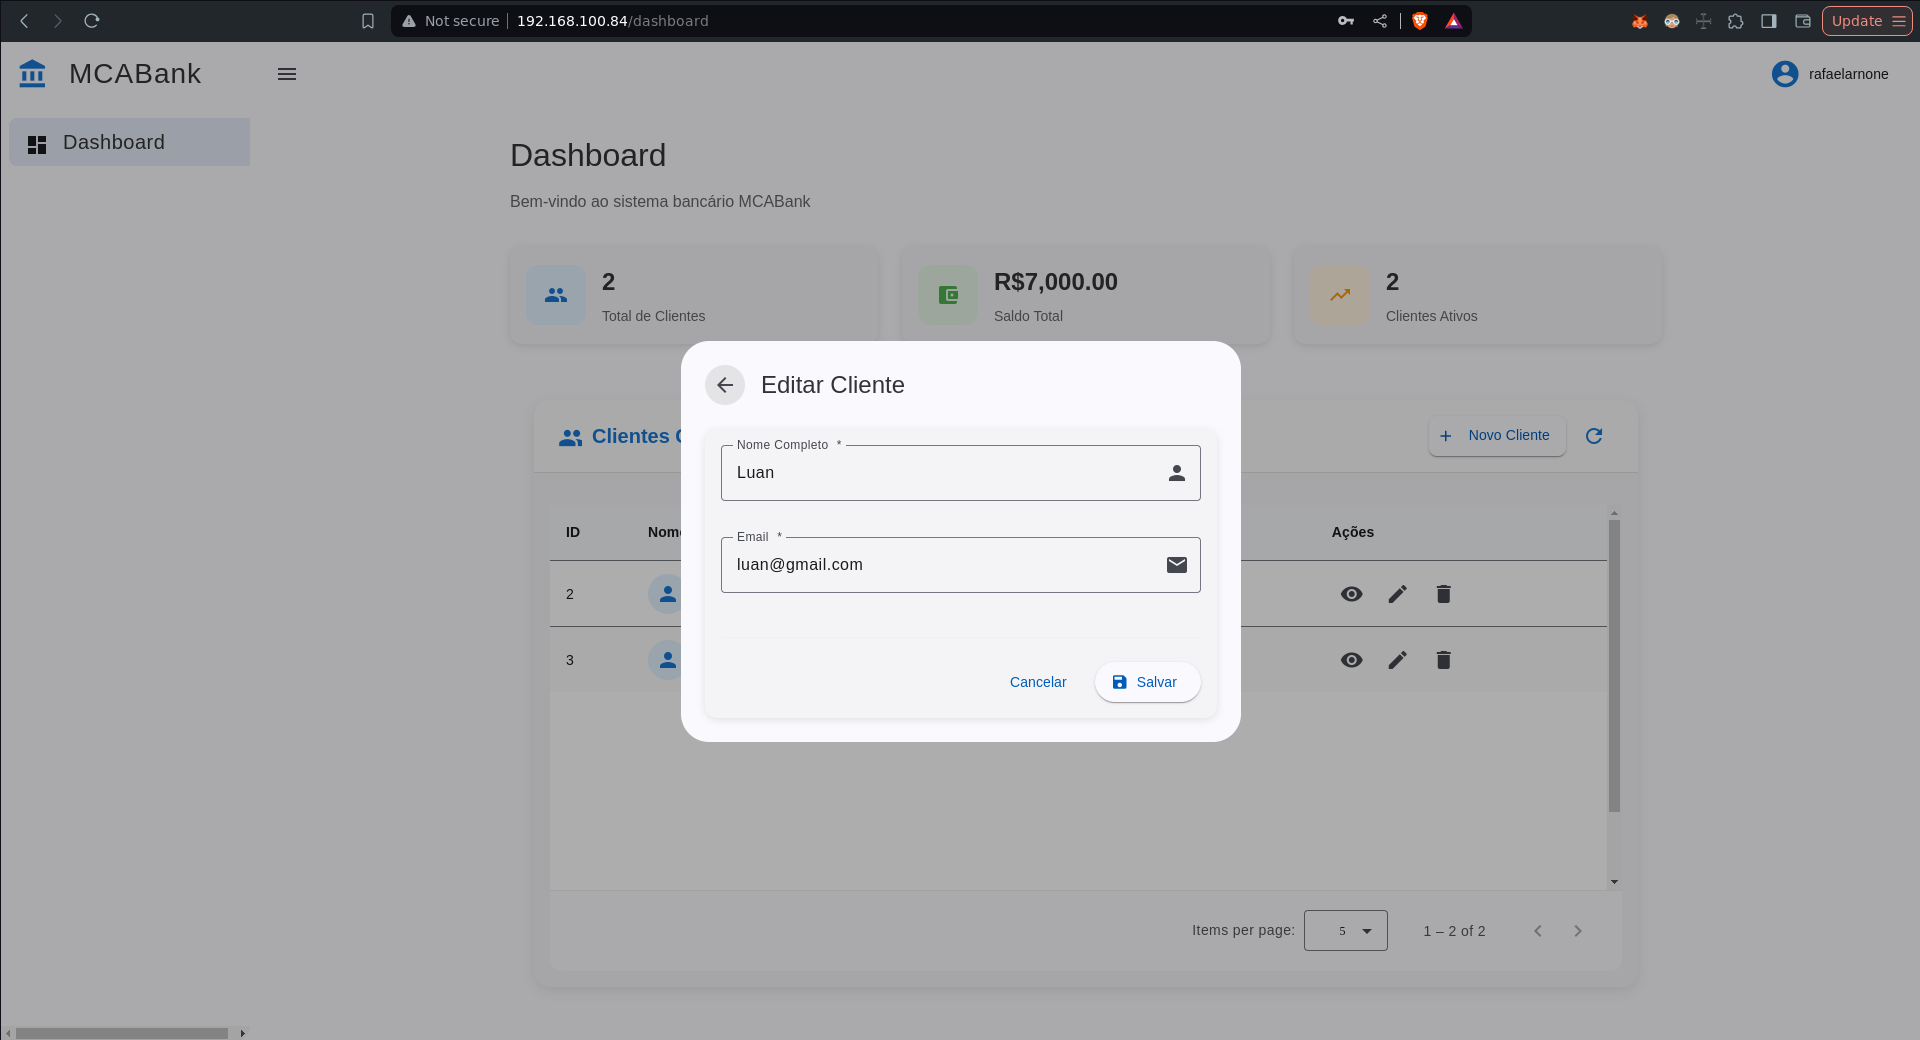 Not secure 192.168.100.84/dashboard Update
MCABank rafaelarnone
Dashboard
Dashboard
Bem-vindo ao sistema bancário MCABank
2
Total de Clientes
R$7,000.00
Saldo Total
2
Clientes Ativos
Editar Cliente
Nome Completo *
Luan
Email *
luan@gmail.com
Cancelar Salvar
Clientes
Novo Cliente
ID Nome Ações
2
3
Items per page: 5 1 – 2 of 2